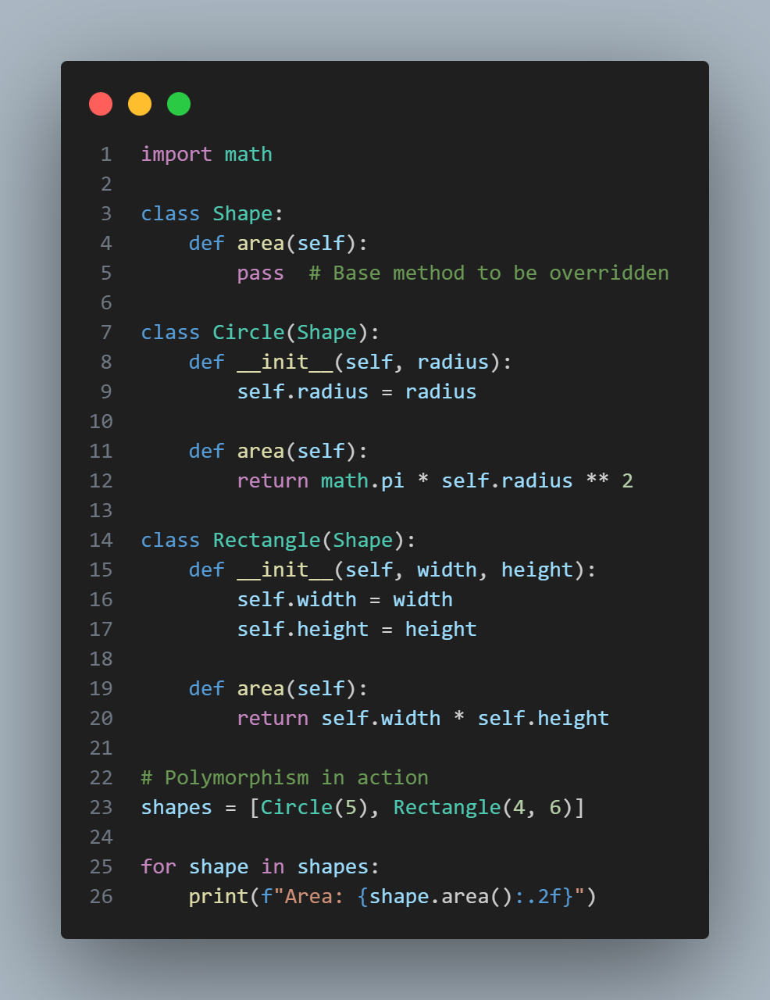 1 import math
2
3 class Shape:
4     def area(self):
5         pass  # Base method to be overridden
6
7 class Circle(Shape):
8     def __init__(self, radius):
9         self.radius = radius
10
11     def area(self):
12         return math.pi * self.radius ** 2
13
14 class Rectangle(Shape):
15     def __init__(self, width, height):
16         self.width = width
17         self.height = height
18
19     def area(self):
20         return self.width * self.height
21
22 # Polymorphism in action
23 shapes = [Circle(5), Rectangle(4, 6)]
24
25 for shape in shapes:
26     print(f"Area: {shape.area():.2f}")